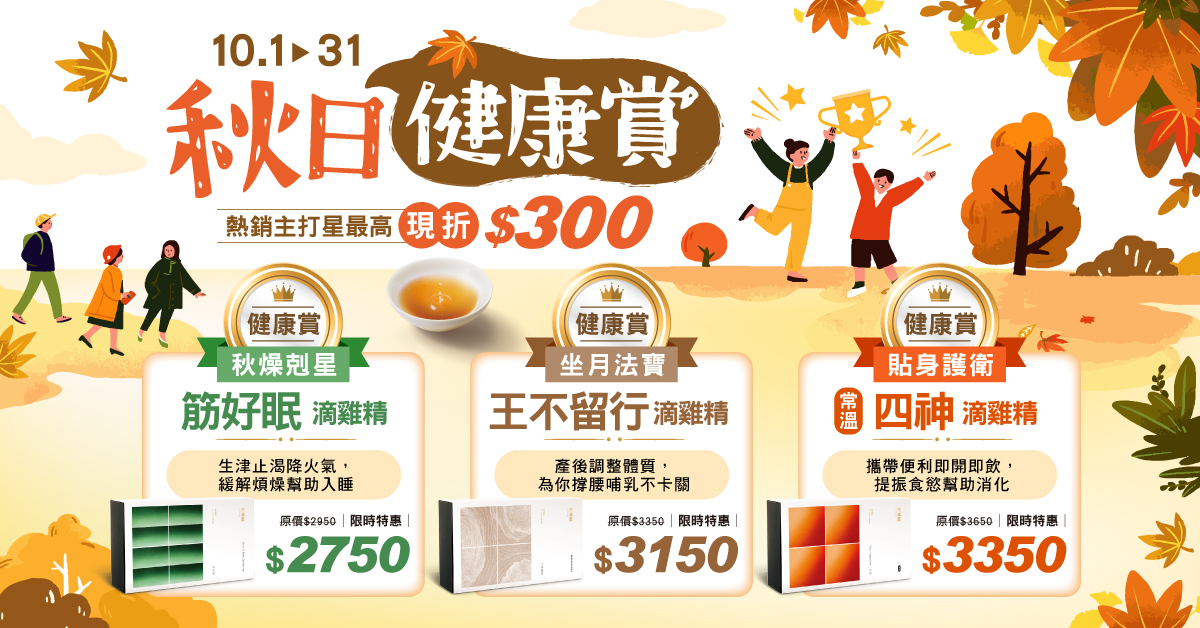 10.1▶31
秋日健康賞
熱銷主打星最高現折$300
健康賞
秋燥剋星
筋好眠 滴雞精
生津止渴降火氣，
緩解煩燥幫助入睡
原價$2950｜限時特惠｜
$2750
健康賞
坐月法寶
王不留行 滴雞精
產後調整體質，
為你撐腰哺乳不卡關
原價$3350｜限時特惠｜
$3150
健康賞
貼身護衛
常溫 四神 滴雞精
攜帶便利即開即飲，
提振食慾幫助消化
原價$3650｜限時特惠｜
$3350